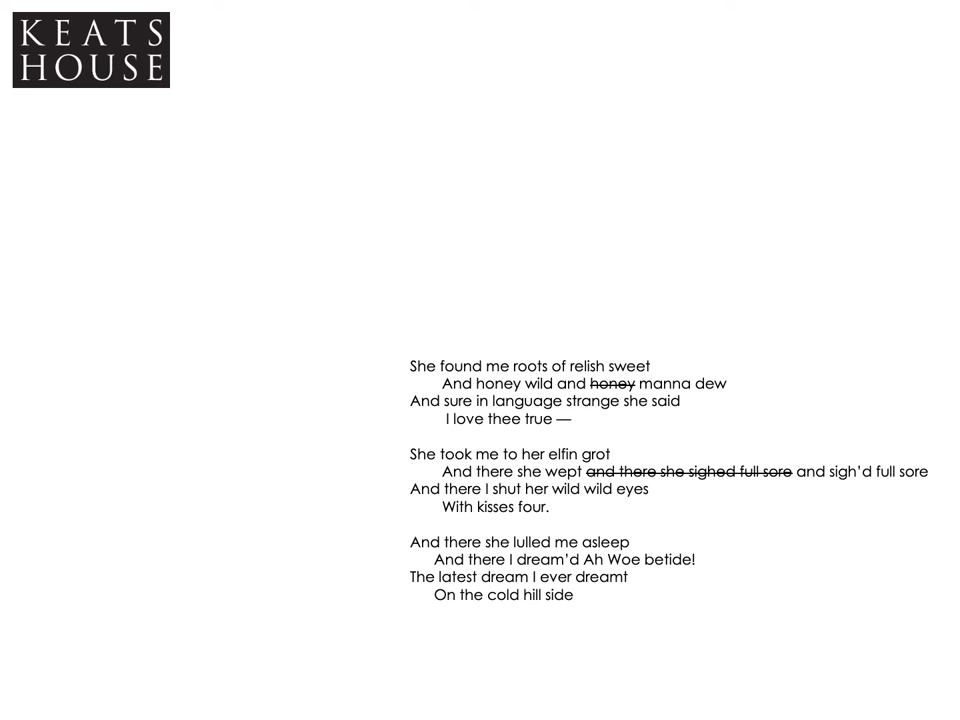 KEATS
HOUSE
She found me roots of relish sweet
And honey wild and honey manna dew
And sure in language strange she said
I love thee true —
She took me to her elfin grot
And there she wept and there she sighed full sore and sigh’d full sore
And there I shut her wild wild eyes
With kisses four.
And there she lulled me asleep
And there I dream’d Ah Woe betide!
The latest dream I ever dreamt
On the cold hill side